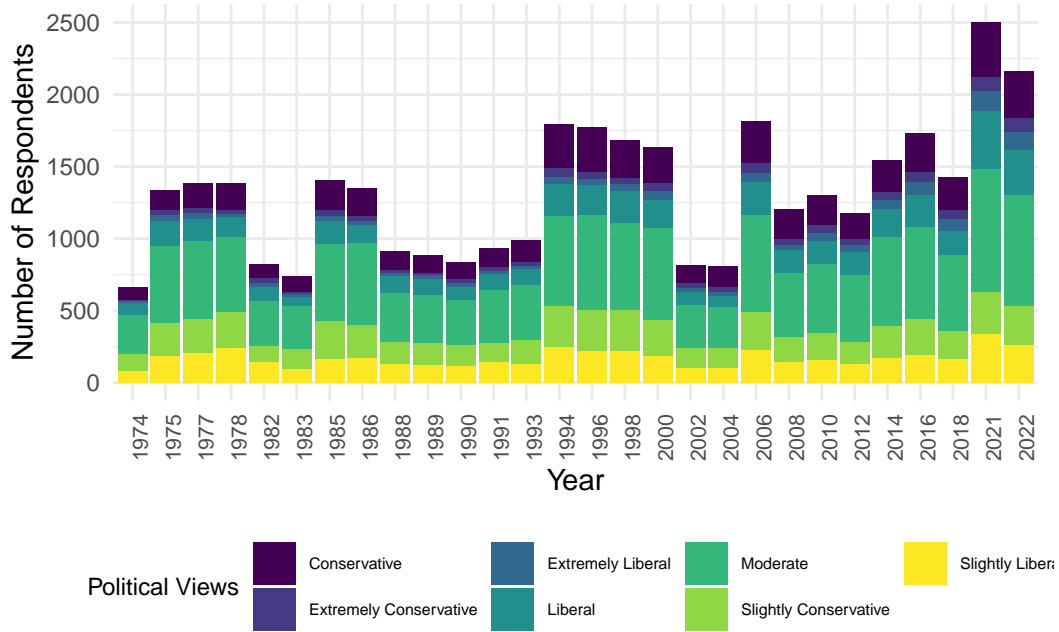 2500
2000
1500
1000
500
0
Number of Respondents
1974 1975 1977 1978 1982 1983 1985 1986 1988 1989 1990 1991 1993 1994 1996 1998 2000 2002 2004 2006 2008 2010 2012 2014 2016 2018 2021 2022
Year
Political Views
Conservative Extremely Liberal Moderate Slightly Libera
Extremely Conservative Liberal Slightly Conservative